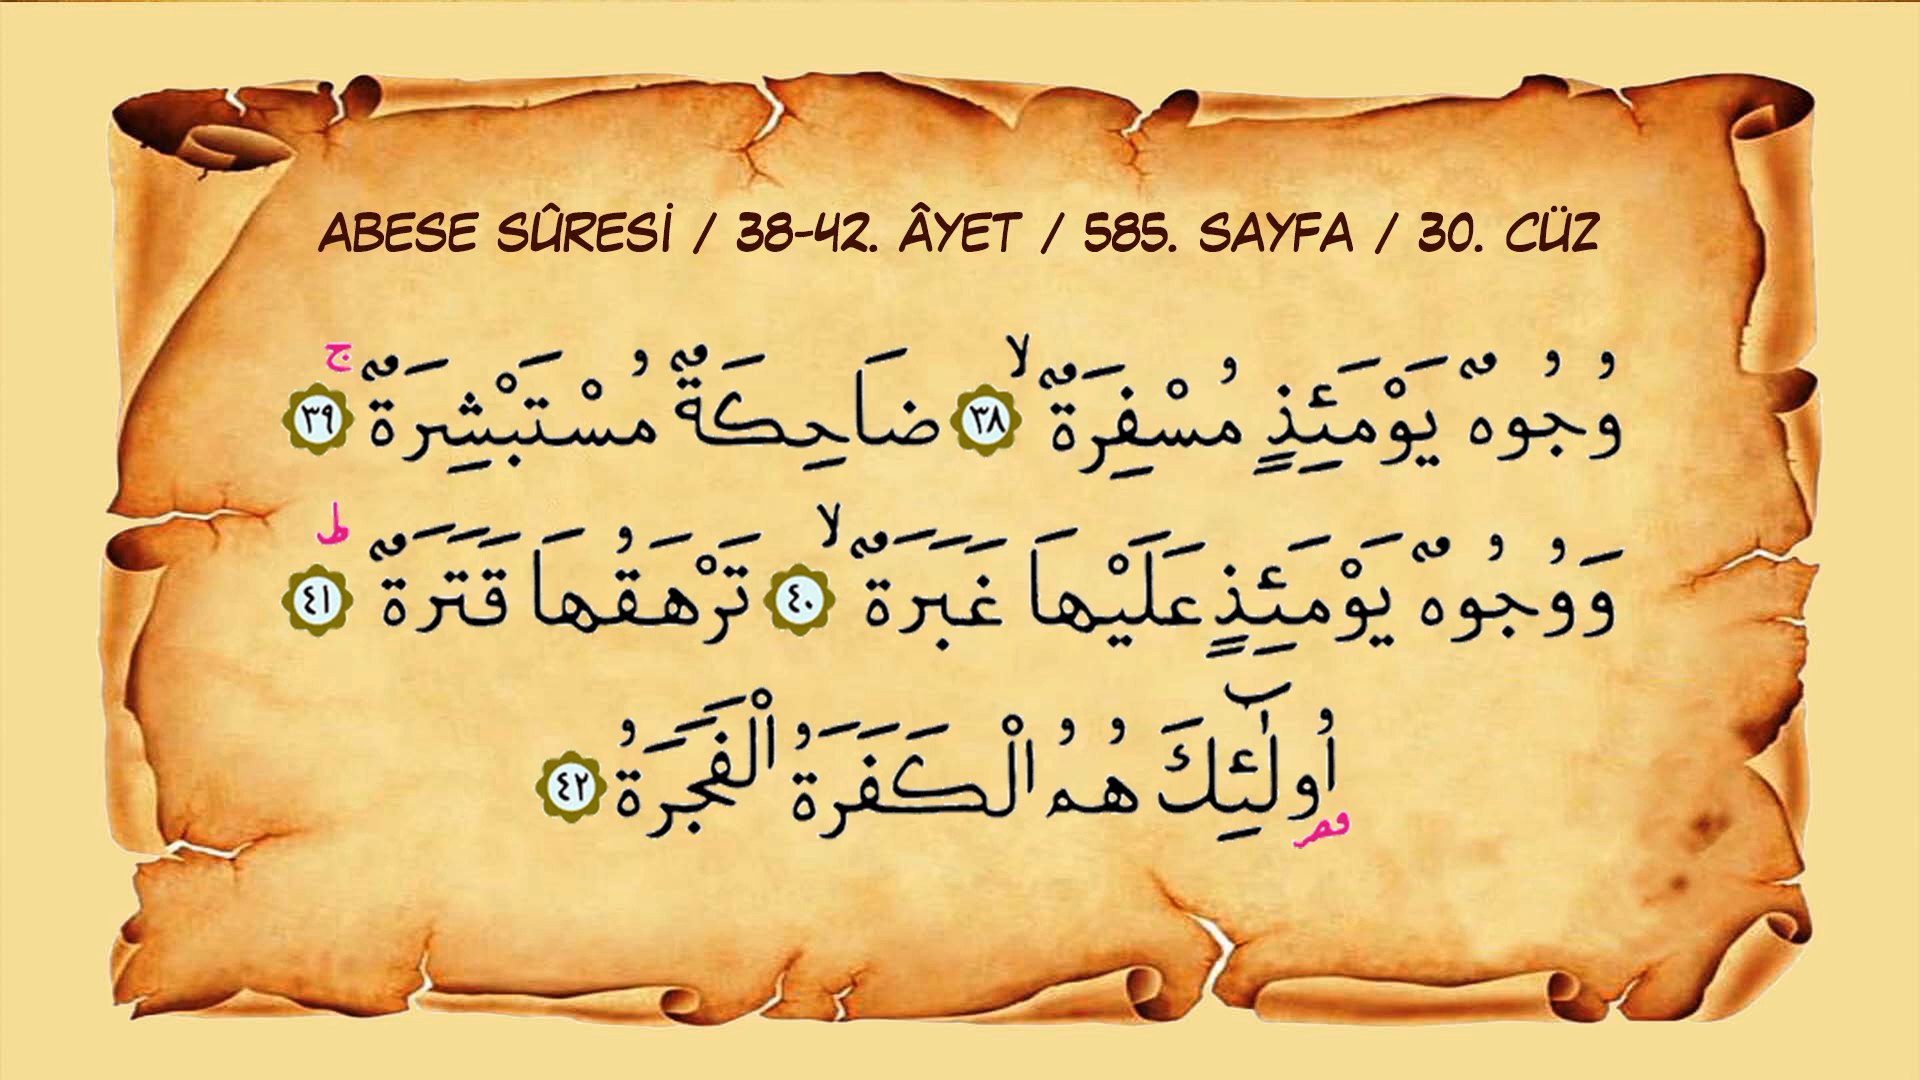 ABESE SÛRESİ / 38-42. ÂYET / 585. SAYFA / 30. CÜZ
وُجُوهٌ يَوْمَئِذٍ مُسْفِرَةٌ ۙ ﴿٣٨﴾ ضَاحِكَةٌ مُسْتَبْشِرَةٌ ۚ ﴿٣٩﴾
وَوُجُوهٌ يَوْمَئِذٍ عَلَيْهَا غَبَرَةٌ ۙ ﴿٤٠﴾ تَرْهَقُهَا قَتَرَةٌ ط ﴿٤١﴾
اُولٰٓئِكَ هُمُ الْكَفَرَةُ الْفَجَرَةُ ﴿٤٢﴾